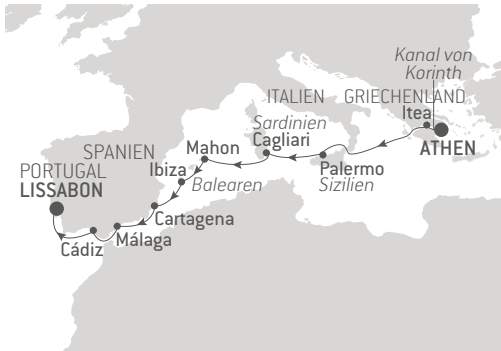 Kanal von
Korinth
ITALIEN
GRIECHENLAND
Itea
ATHEN
Sardinien
Cagliari
Mahon
Palermo
Sizilien
SPANIEN
Ibiza
Balearen
PORTUGAL
LISSABON
Cartagena
Málaga
Cádiz